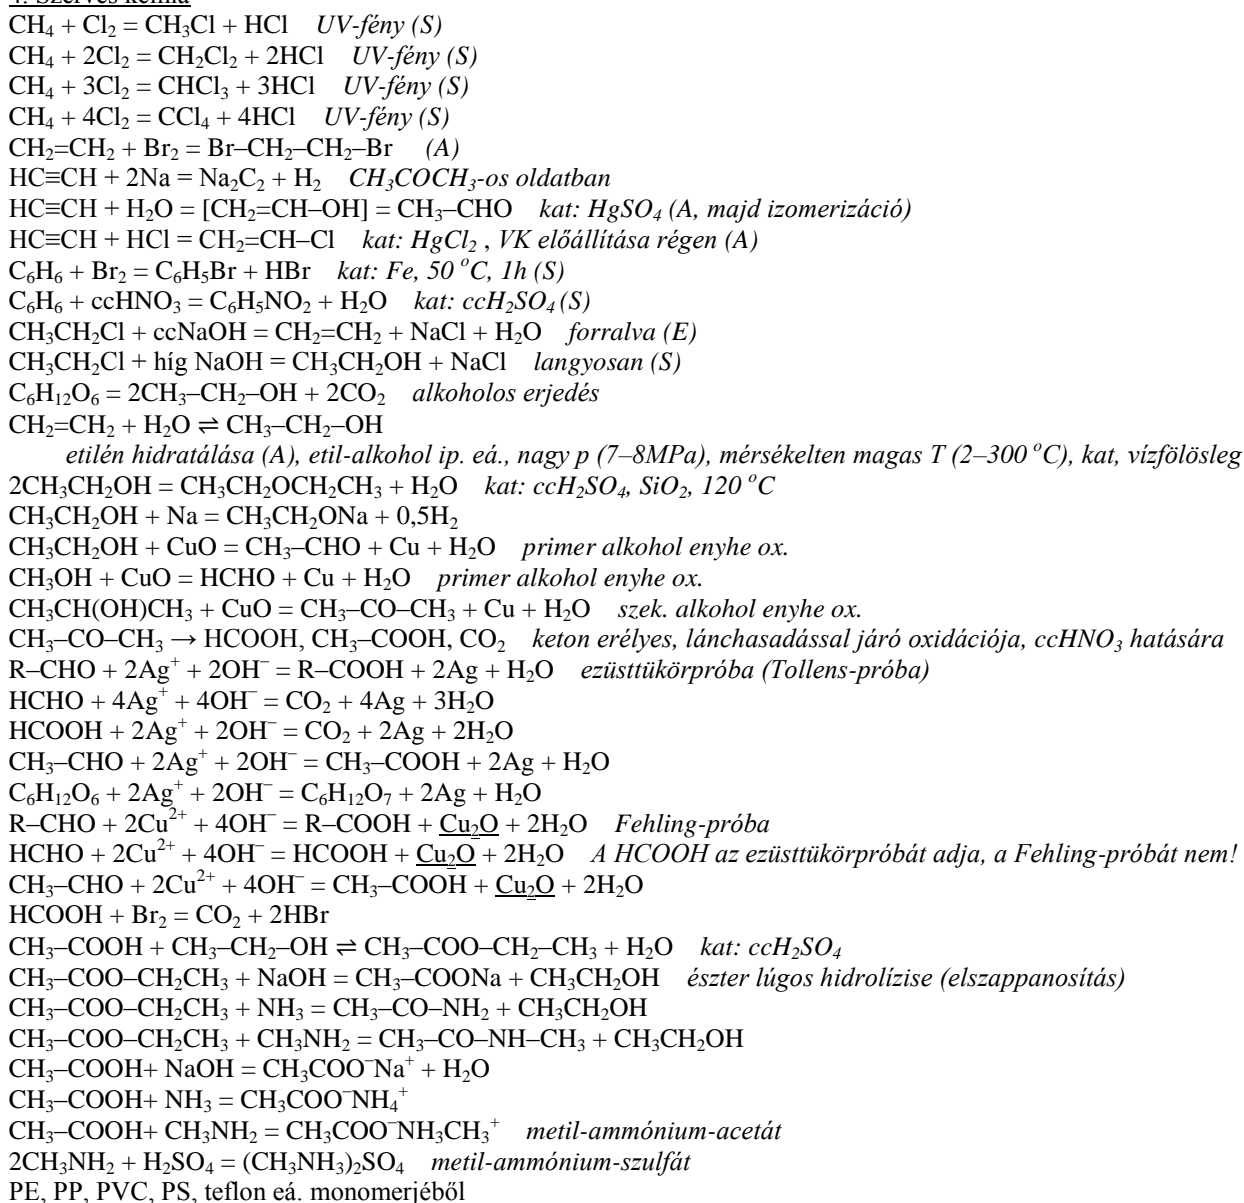 4. Szerves kémia
CH₄ + Cl₂ = CH₃Cl + HCl UV-fény (S)
CH₄ + 2Cl₂ = CH₂Cl₂ + 2HCl UV-fény (S)
CH₄ + 3Cl₂ = CHCl₃ + 3HCl UV-fény (S)
CH₄ + 4Cl₂ = CCl₄ + 4HCl UV-fény (S)
CH₂=CH₂ + Br₂ = Br–CH₂–CH₂–Br (A)
HC≡CH + 2Na = Na₂C₂ + H₂ CH₃COCH₃-os oldatban
HC≡CH + H₂O = [CH₂=CH–OH] = CH₃–CHO kat: HgSO₄ (A, majd izomerizáció)
HC≡CH + HCl = CH₂=CH–Cl kat: HgCl₂ , VK előállítása régen (A)
C₆H₆ + Br₂ = C₆H₅Br + HBr kat: Fe, 50 °C, 1h (S)
C₆H₆ + ccHNO₃ = C₆H₅NO₂ + H₂O kat: ccH₂SO₄ (S)
CH₃CH₂Cl + ccNaOH = CH₂=CH₂ + NaCl + H₂O forralva (E)
CH₃CH₂Cl + híg NaOH = CH₃CH₂OH + NaCl langyosan (S)
C₆H₁₂O₆ = 2CH₃–CH₂–OH + 2CO₂ alkoholos erjedés
CH₂=CH₂ + H₂O ⇌ CH₃–CH₂–OH
etilén hidratálása (A), etil-alkohol ip. eá., nagy p (7–8MPa), mérsékelten magas T (2–300 °C), kat, vízfölösleg
2CH₃CH₂OH = CH₃CH₂OCH₂CH₃ + H₂O kat: ccH₂SO₄, SiO₂, 120 °C
CH₃CH₂OH + Na = CH₃CH₂ONa + 0,5H₂
CH₃CH₂OH + CuO = CH₃–CHO + Cu + H₂O primer alkohol enyhe ox.
CH₃OH + CuO = HCHO + Cu + H₂O primer alkohol enyhe ox.
CH₃CH(OH)CH₃ + CuO = CH₃–CO–CH₃ + Cu + H₂O szek. alkohol enyhe ox.
CH₃–CO–CH₃ → HCOOH, CH₃–COOH, CO₂ keton erélyes, lánchasadással járó oxidációja, ccHNO₃ hatására
R–CHO + 2Ag⁺ + 2OH⁻ = R–COOH + 2Ag + H₂O ezüsttükörpróba (Tollens-próba)
HCHO + 4Ag⁺ + 4OH⁻ = CO₂ + 4Ag + 3H₂O
HCOOH + 2Ag⁺ + 2OH⁻ = CO₂ + 2Ag + 2H₂O
CH₃–CHO + 2Ag⁺ + 2OH⁻ = CH₃–COOH + 2Ag + H₂O
C₆H₁₂O₆ + 2Ag⁺ + 2OH⁻ = C₆H₁₂O₇ + 2Ag + H₂O
R–CHO + 2Cu²⁺ + 4OH⁻ = R–COOH + Cu₂O + 2H₂O Fehling-próba
HCHO + 2Cu²⁺ + 4OH⁻ = HCOOH + Cu₂O + 2H₂O A HCOOH az ezüsttükörpróbát adja, a Fehling-próbát nem!
CH₃–CHO + 2Cu²⁺ + 4OH⁻ = CH₃–COOH + Cu₂O + 2H₂O
HCOOH + Br₂ = CO₂ + 2HBr
CH₃–COOH + CH₃–CH₂–OH ⇌ CH₃–COO–CH₂–CH₃ + H₂O kat: ccH₂SO₄
CH₃–COO–CH₂CH₃ + NaOH = CH₃–COONa + CH₃CH₂OH észter lúgos hidrolízise (elszappanosítás)
CH₃–COO–CH₂CH₃ + NH₃ = CH₃–CO–NH₂ + CH₃CH₂OH
CH₃–COO–CH₂CH₃ + CH₃NH₂ = CH₃–CO–NH–CH₃ + CH₃CH₂OH
CH₃–COOH+ NaOH = CH₃COO⁻Na⁺ + H₂O
CH₃–COOH+ NH₃ = CH₃COO⁻NH₄⁺
CH₃–COOH+ CH₃NH₂ = CH₃COO⁻NH₃CH₃⁺ metil-ammónium-acetát
2CH₃NH₂ + H₂SO₄ = (CH₃NH₃)₂SO₄ metil-ammónium-szulfát
PE, PP, PVC, PS, teflon eá. monomerjéből